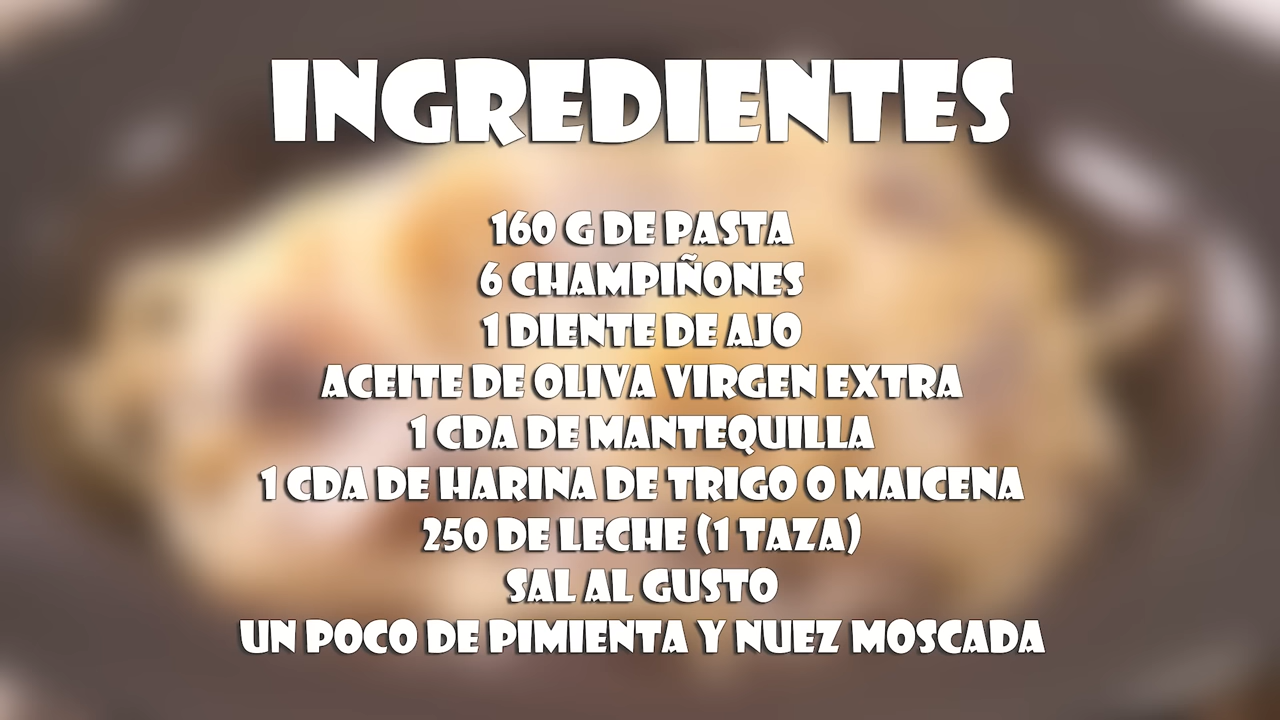 INGREDIENTES
160 G DE PASTA
6 CHAMPIÑONES
1 DIENTE DE AJO
ACEITE DE OLIVA VIRGEN EXTRA
1 CDA DE MANTEQUILLA
1 CDA DE HARINA DE TRIGO O MAICENA
250 DE LECHE (1 TAZA)
SAL AL GUSTO
UN POCO DE PIMIENTA Y NUEZ MOSCADA